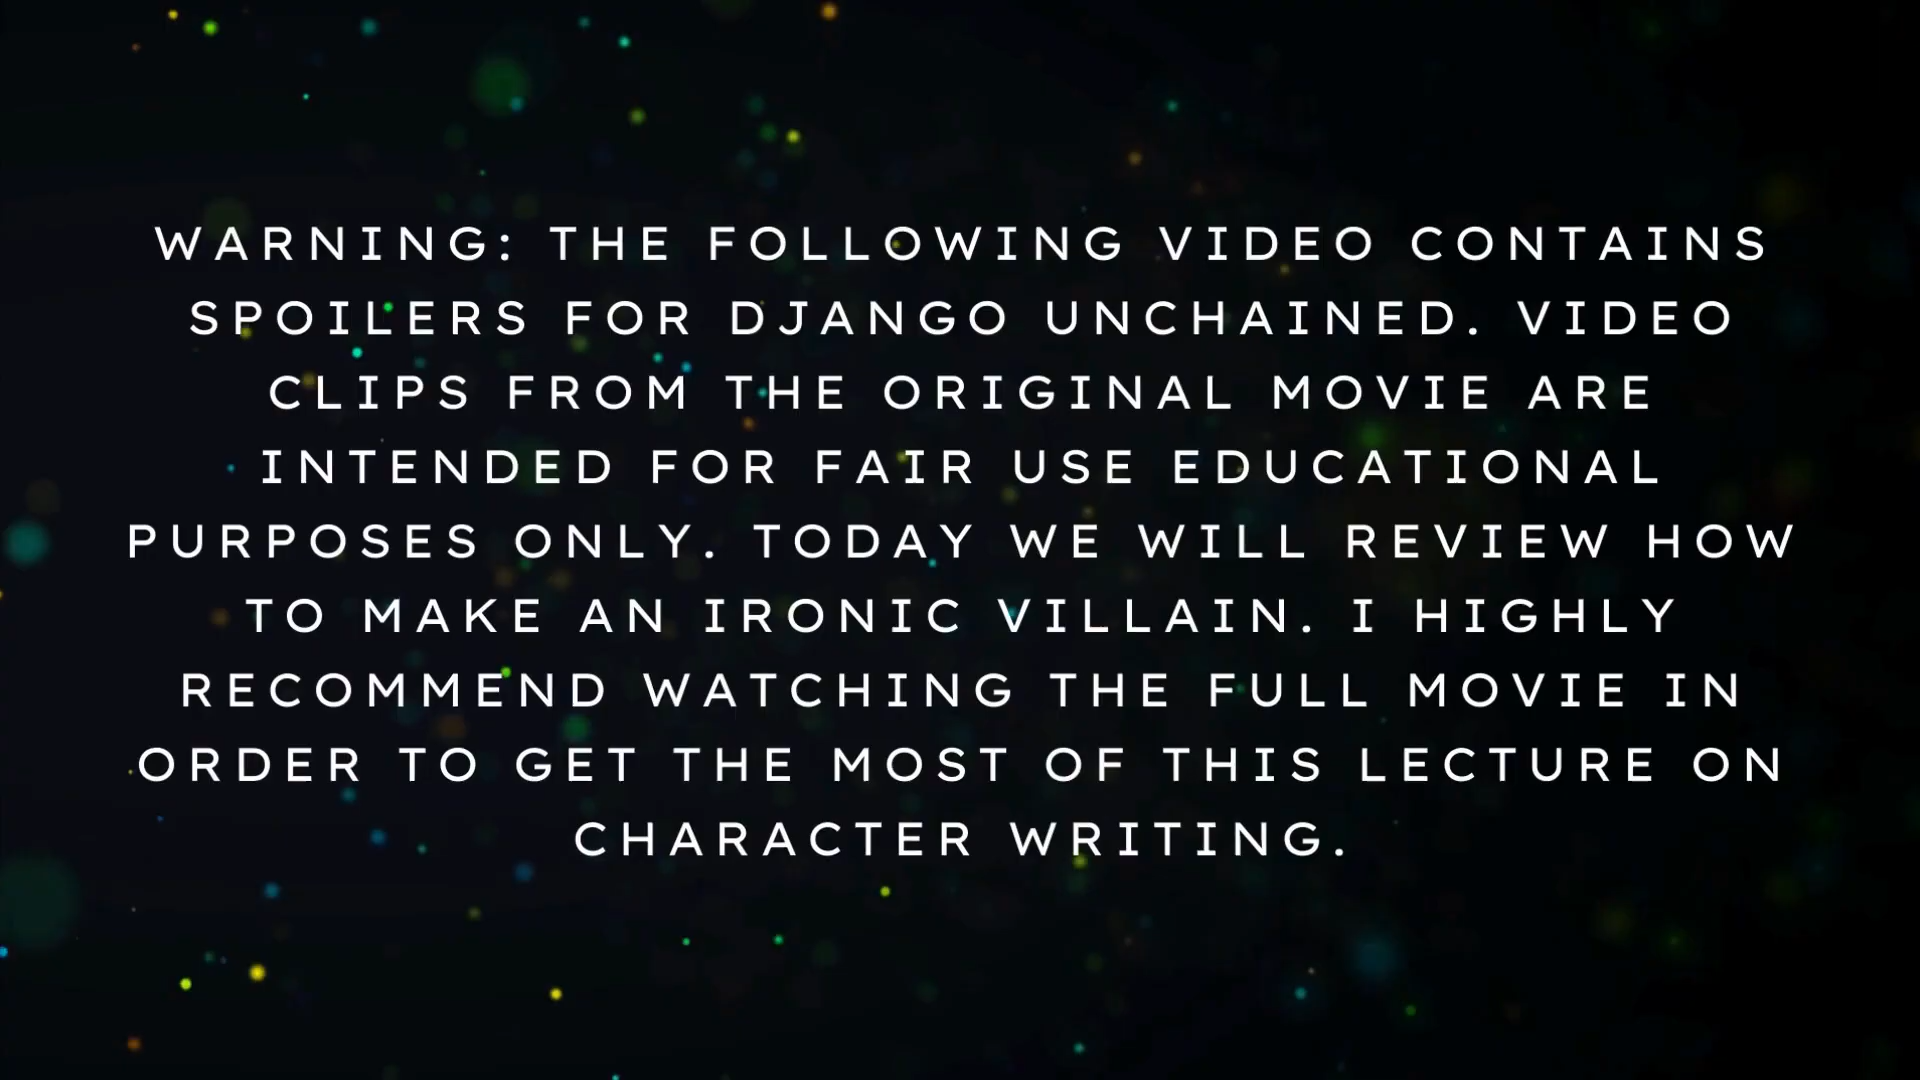 WARNING: THE FOLLOWING VIDEO CONTAINS
SPOILERS FOR DJANGO UNCHAINED. VIDEO
CLIPS FROM THE ORIGINAL MOVIE ARE
INTENDED FOR FAIR USE EDUCATIONAL
PURPOSES ONLY. TODAY WE WILL REVIEW HOW
TO MAKE AN IRONIC VILLAIN. I HIGHLY
RECOMMEND WATCHING THE FULL MOVIE IN
ORDER TO GET THE MOST OF THIS LECTURE ON
CHARACTER WRITING.